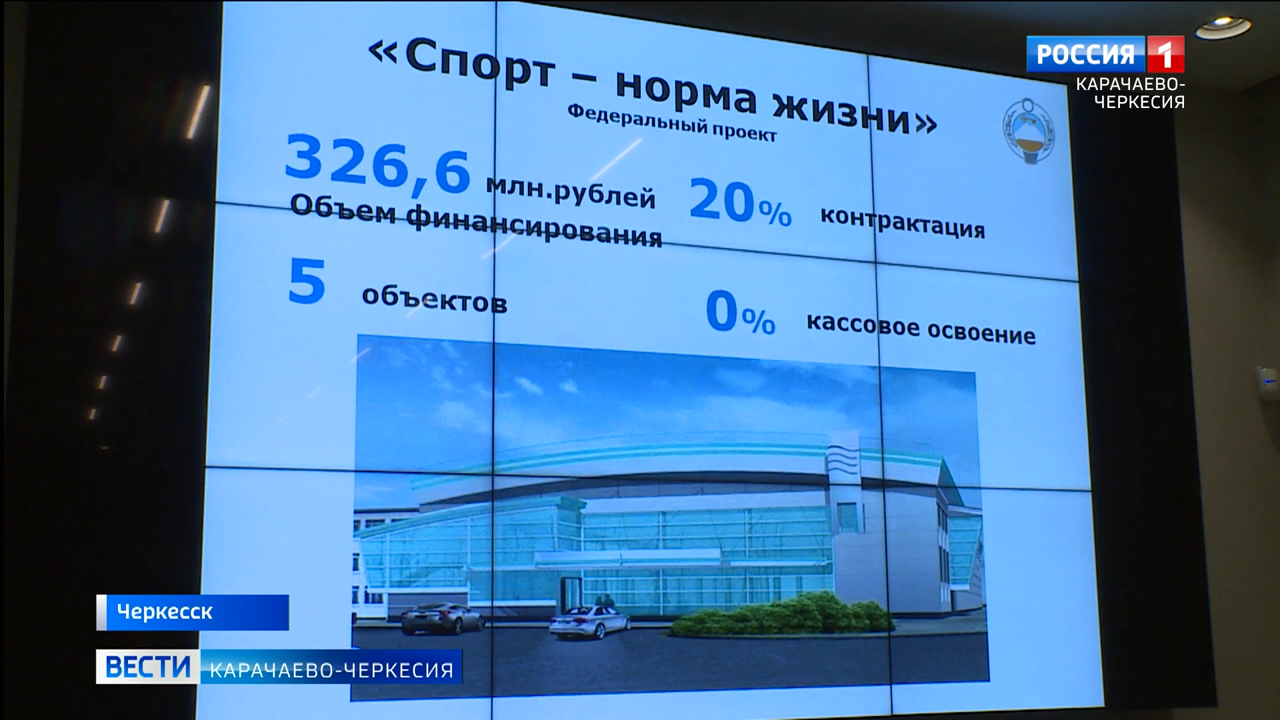 «Спорт – норма жизни»
Федеральный проект
326,6 млн.рублей
Объем финансирования
20% контрактация
5 объектов
0% кассовое освоение
РОССИЯ 1
КАРАЧАЕВО-
ЧЕРКЕСИЯ
Черкесск
ВЕСТИ КАРАЧАЕВО-ЧЕРКЕСИЯ